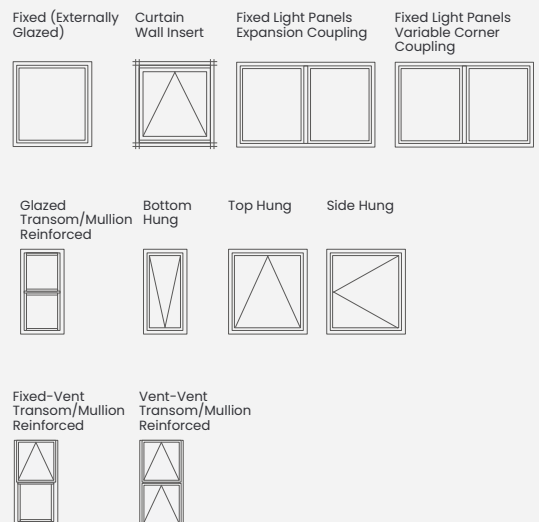 Fixed (Externally
Glazed)
Curtain
Wall Insert
Fixed Light Panels
Expansion Coupling
Fixed Light Panels
Variable Corner
Coupling
Glazed
Transom/Mullion
Reinforced
Bottom
Hung
Top Hung
Side Hung
Fixed-Vent
Transom/Mullion
Reinforced
Vent-Vent
Transom/Mullion
Reinforced